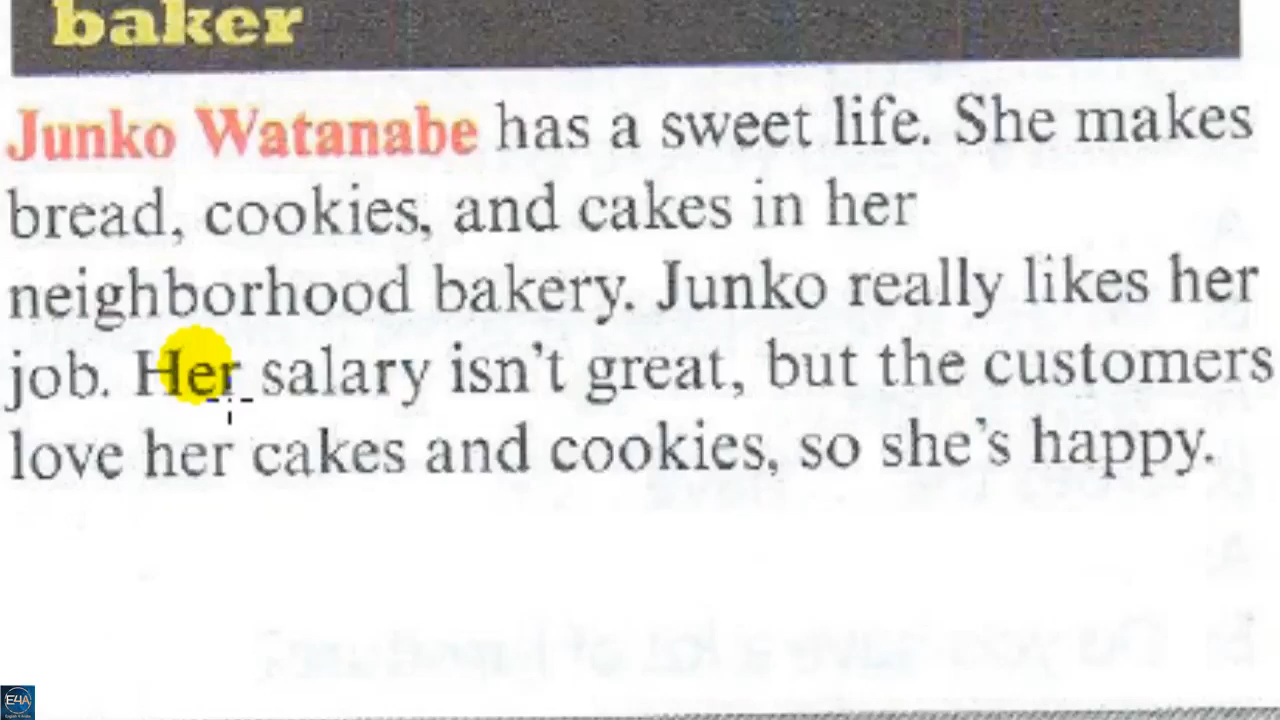 baker
Junko Watanabe has a sweet life. She makes
bread, cookies, and cakes in her
neighborhood bakery. Junko really likes her
job. Her salary isn't great, but the customers
love her cakes and cookies, so she's happy.
E4A